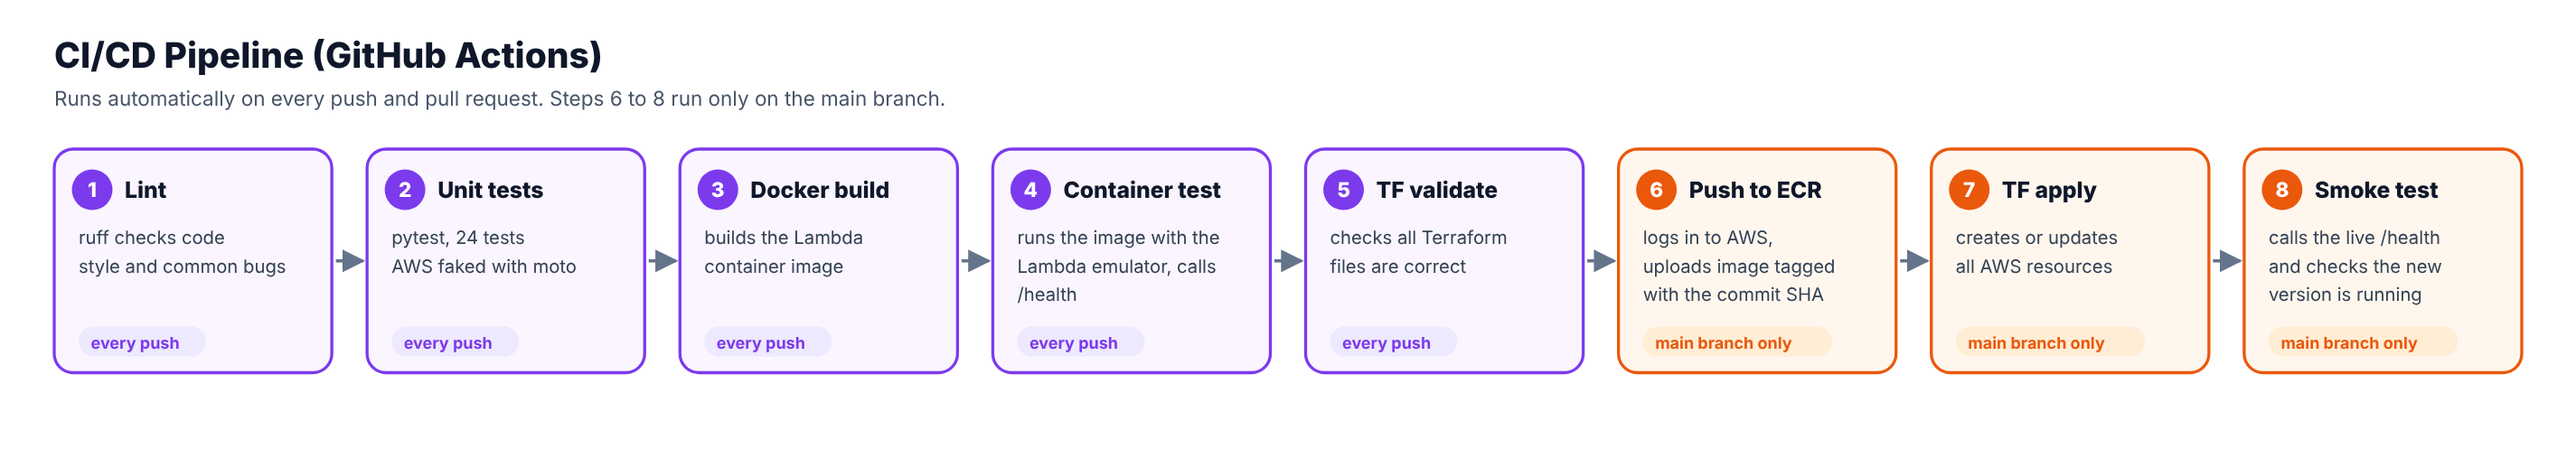 CI/CD Pipeline (GitHub Actions)
Runs automatically on every push and pull request. Steps 6 to 8 run only on the main branch.
1 Lint
ruff checks code
style and common bugs
every push
2 Unit tests
pytest, 24 tests
AWS faked with moto
every push
3 Docker build
builds the Lambda
container image
every push
4 Container test
runs the image with the
Lambda emulator, calls
/health
every push
5 TF validate
checks all Terraform
files are correct
every push
6 Push to ECR
logs in to AWS,
uploads image tagged
with the commit SHA
main branch only
7 TF apply
creates or updates
all AWS resources
main branch only
8 Smoke test
calls the live /health
and checks the new
version is running
main branch only